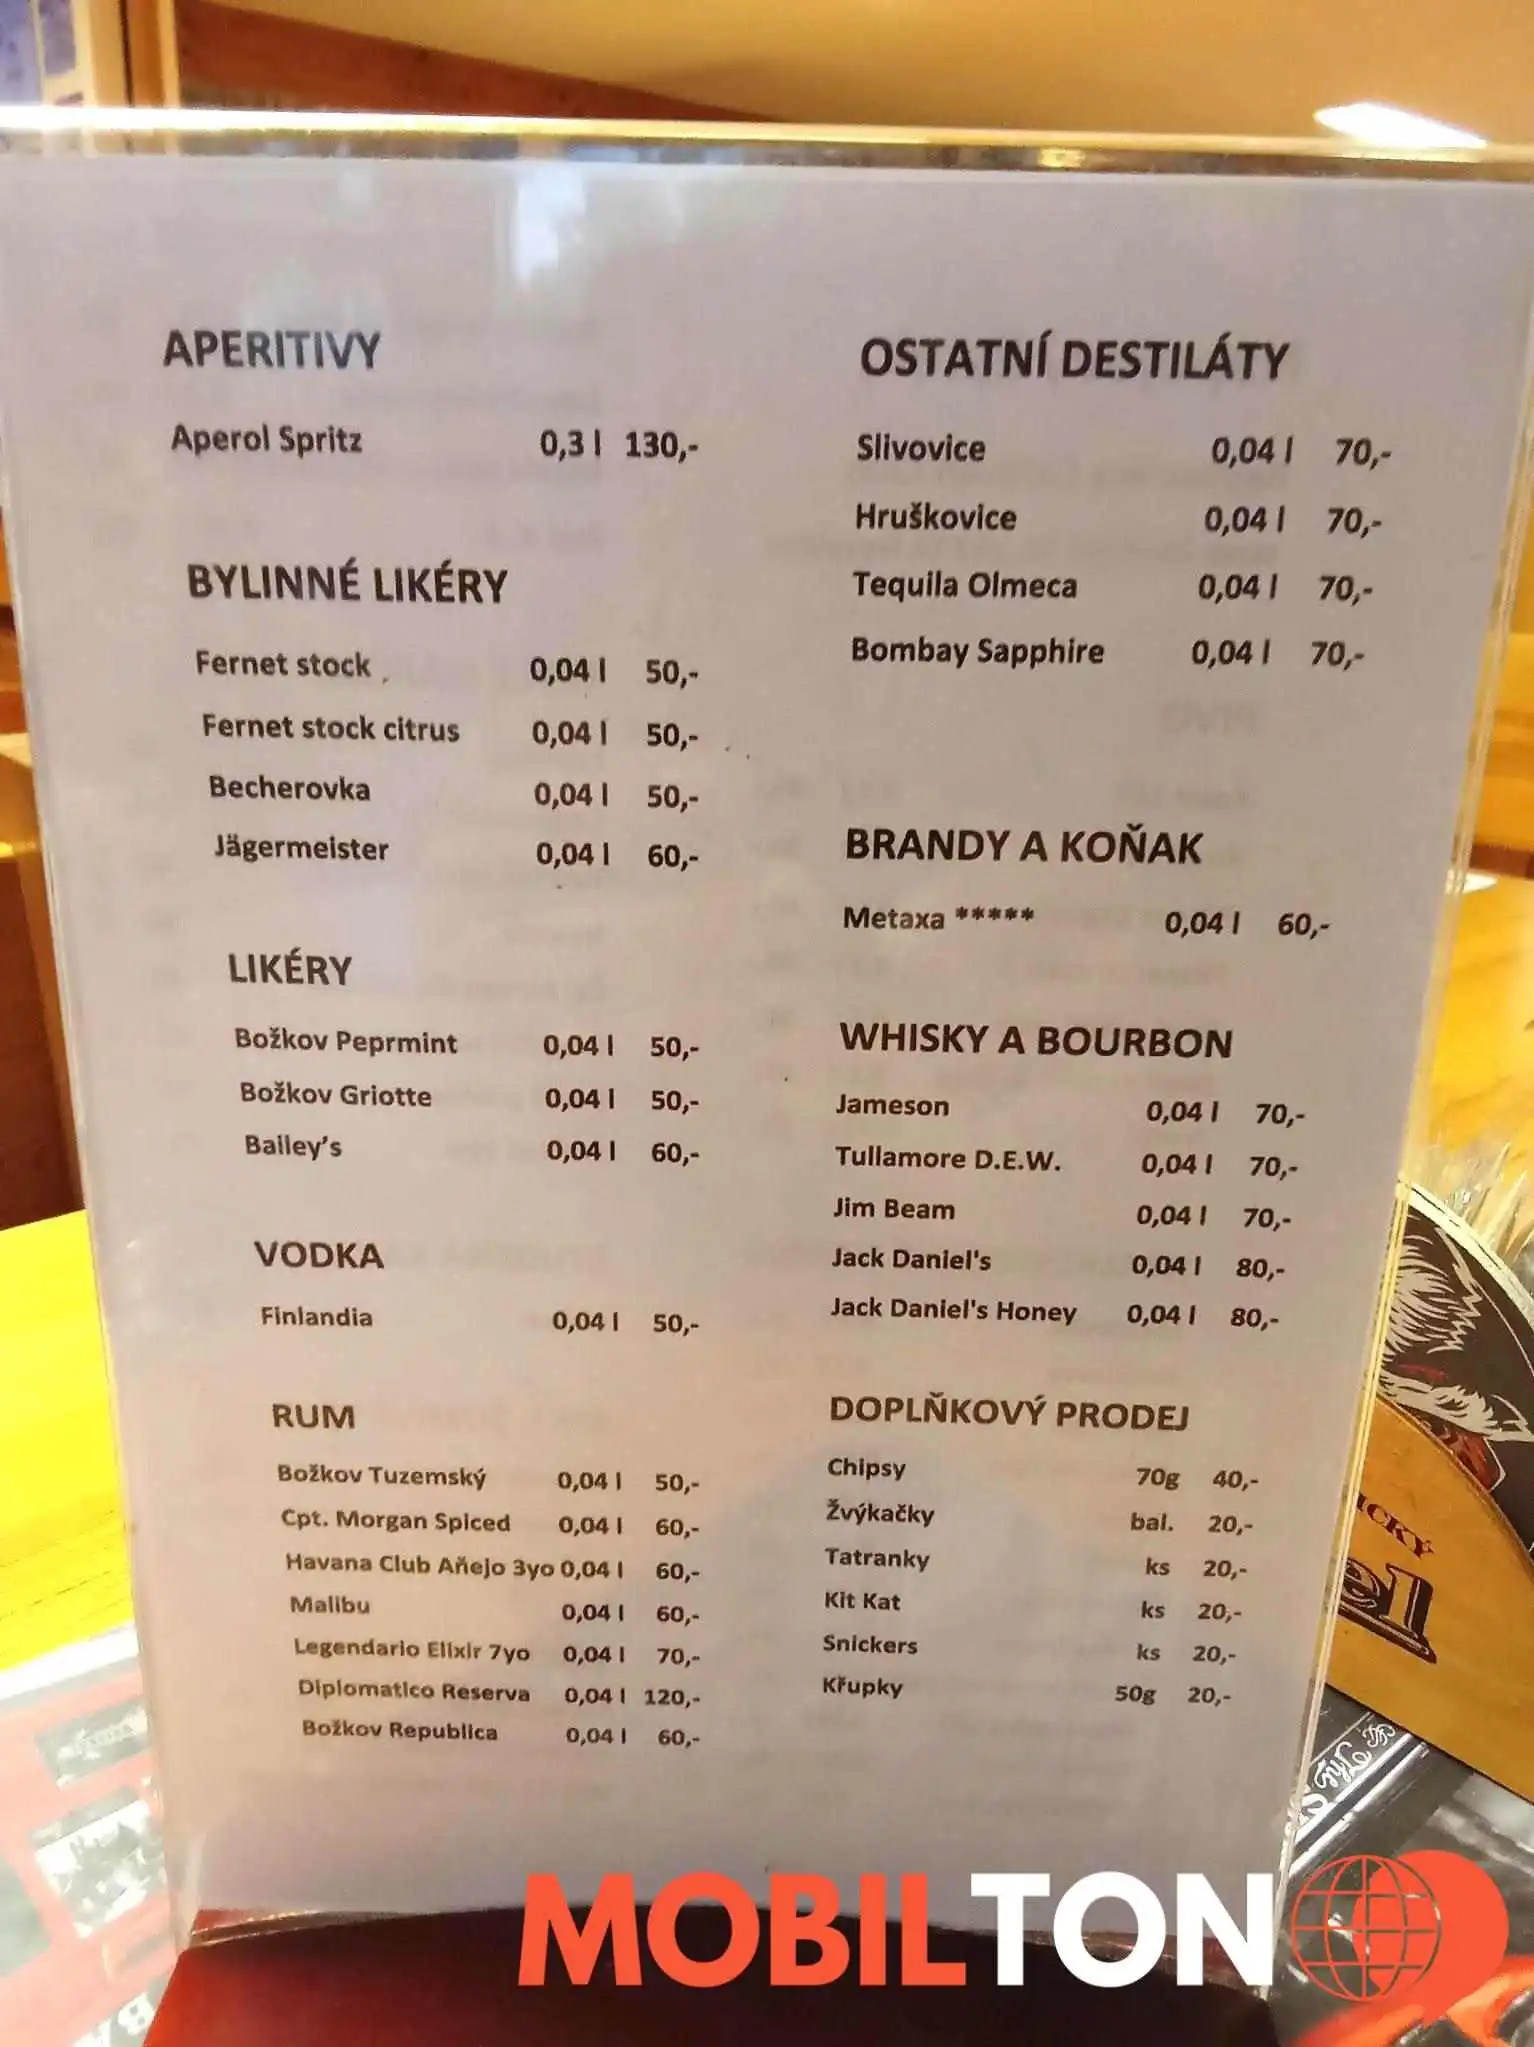 APERITIVY
Aperol Spritz 0,3 l 130,-
BYLINNÉ LIKÉRY
Fernet stock 0,04 l 50,-
Fernet stock citrus 0,04 l 50,-
Becherovka 0,04 l 50,-
Jägermeister 0,04 l 60,-
LIKÉRY
Božkov Peprmint 0,04 l 50,-
Božkov Griotte 0,04 l 50,-
Bailey's 0,04 l 60,-
VODKA
Finlandia 0,04 l 50,-
RUM
Božkov Tuzemský 0,04 l 50,-
Cpt. Morgan Spiced 0,04 l 60,-
Havana Club Añejo 3yo 0,04 l 60,-
Malibu 0,04 l 60,-
Legendario Elixir 7yo 0,04 l 70,-
Diplomatico Reserva 0,04 l 120,-
Božkov Republica 0,04 l 60,-
OSTATNÍ DESTILÁTY
Slivovice 0,04 l 70,-
Hruškovice 0,04 l 70,-
Tequila Olmeca 0,04 l 70,-
Bombay Sapphire 0,04 l 70,-
BRANDY A KOŇAK
Metaxa ***** 0,04 l 60,-
WHISKY A BOURBON
Jameson 0,04 l 70,-
Tullamore D.E.W. 0,04 l 70,-
Jim Beam 0,04 l 70,-
Jack Daniel's 0,04 l 80,-
Jack Daniel's Honey 0,04 l 80,-
DOPLŇKOVÝ PRODEJ
Chipsy 70g 40,-
Žvýkačky bal. 20,-
Tatranky ks 20,-
Kit Kat ks 20,-
Snickers ks 20,-
Křupky 50g 20,-
MOBILTON